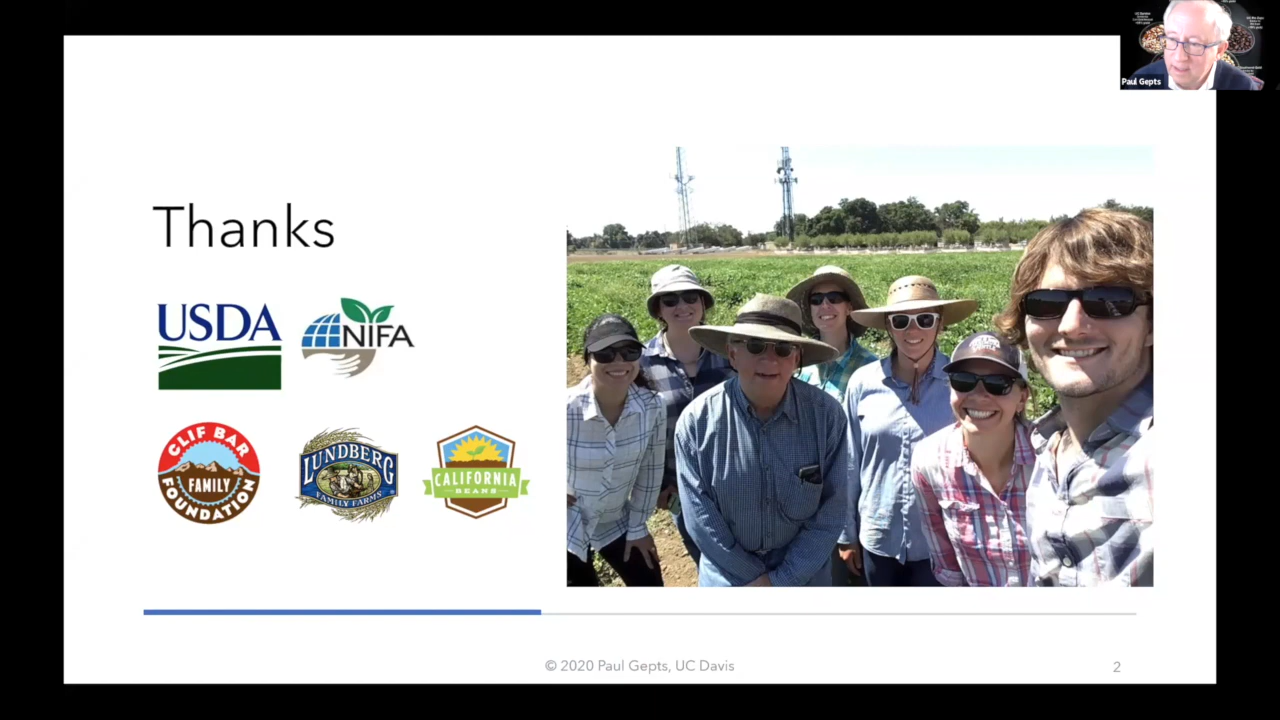 Paul Gepts
Thanks
USDA
NIFA
CLIF BAR
FAMILY
FOUNDATION
LUNDBERG
FAMILY FARMS
CALIFORNIA
BEANS
© 2020 Paul Gepts, UC Davis
2